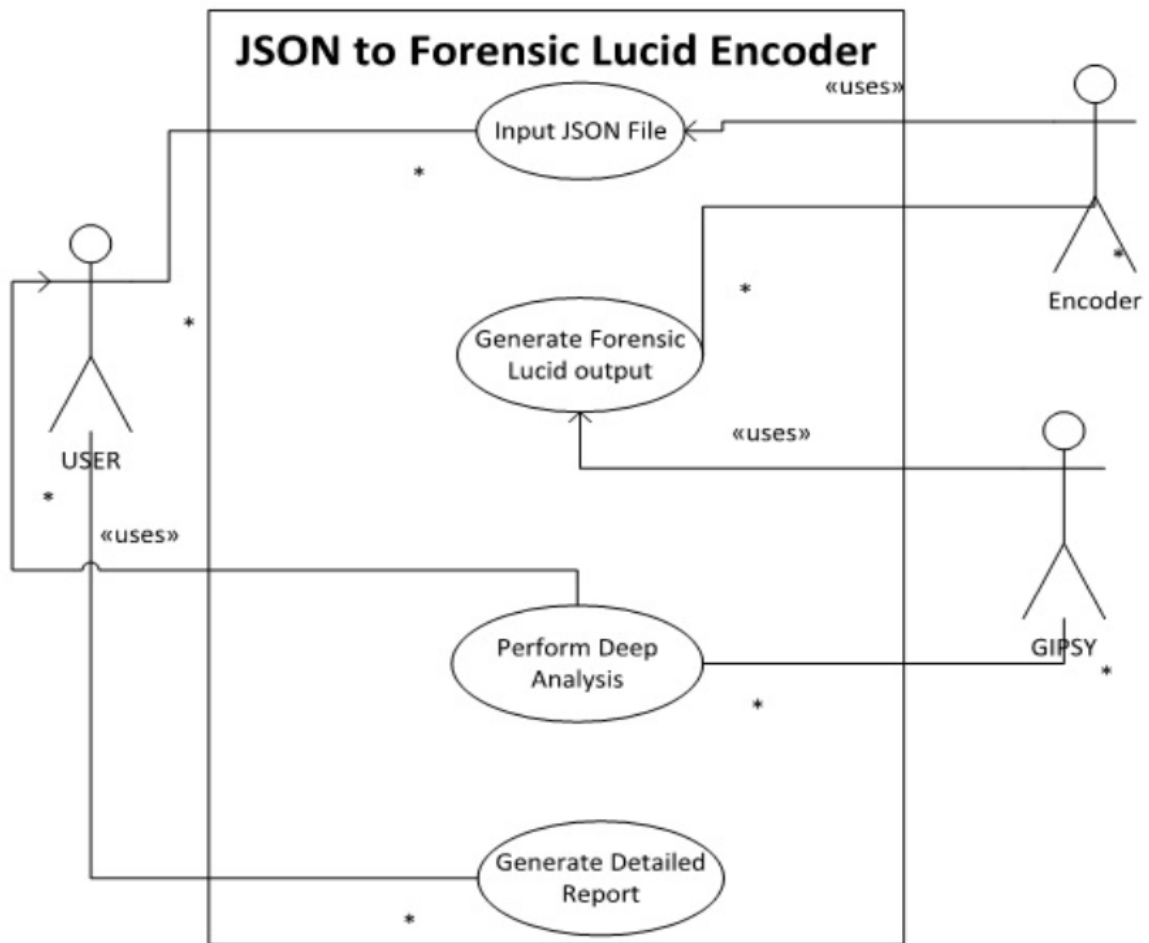 JSON to Forensic Lucid Encoder
«uses»
Input JSON File
*
*
Encoder
*
Generate Forensic
Lucid output
*
«uses»
USER
*
«uses»
Perform Deep
Analysis
GIPSY
*
*
Generate Detailed
Report
*